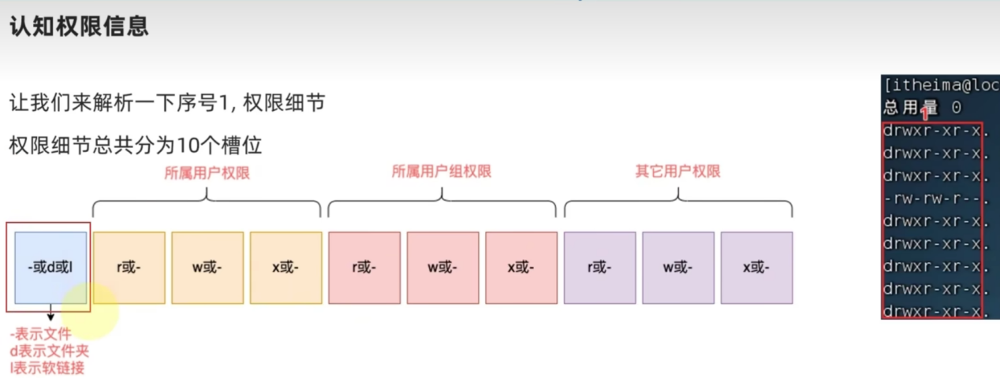 认知权限信息
让我们来解析一下序号1, 权限细节
权限细节总共分为10个槽位
所属用户权限
所属用户组权限
其它用户权限
-或d或l
r或-
w或-
x或-
r或-
w或-
x或-
r或-
w或-
x或-
-表示文件
d表示文件夹
l表示软链接
[itheima@loc
总用量 0
1
drwxr-xr-x.
drwxr-xr-x.
drwxr-xr-x.
-rw-rw-r--.
drwxr-xr-x.
drwxr-xr-x.
drwxr-xr-x.
drwxr-xr-x.
drwxr-xr-x.